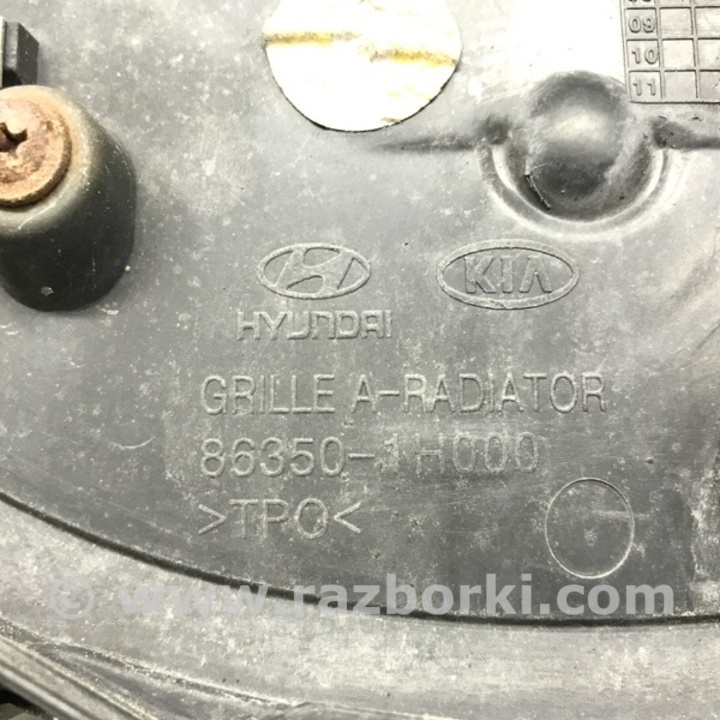 09
10
11
HYUNDAI
KIA
GRILLE A-RADIATOR
86350-1H000
>TPO<
© www.razborki.com